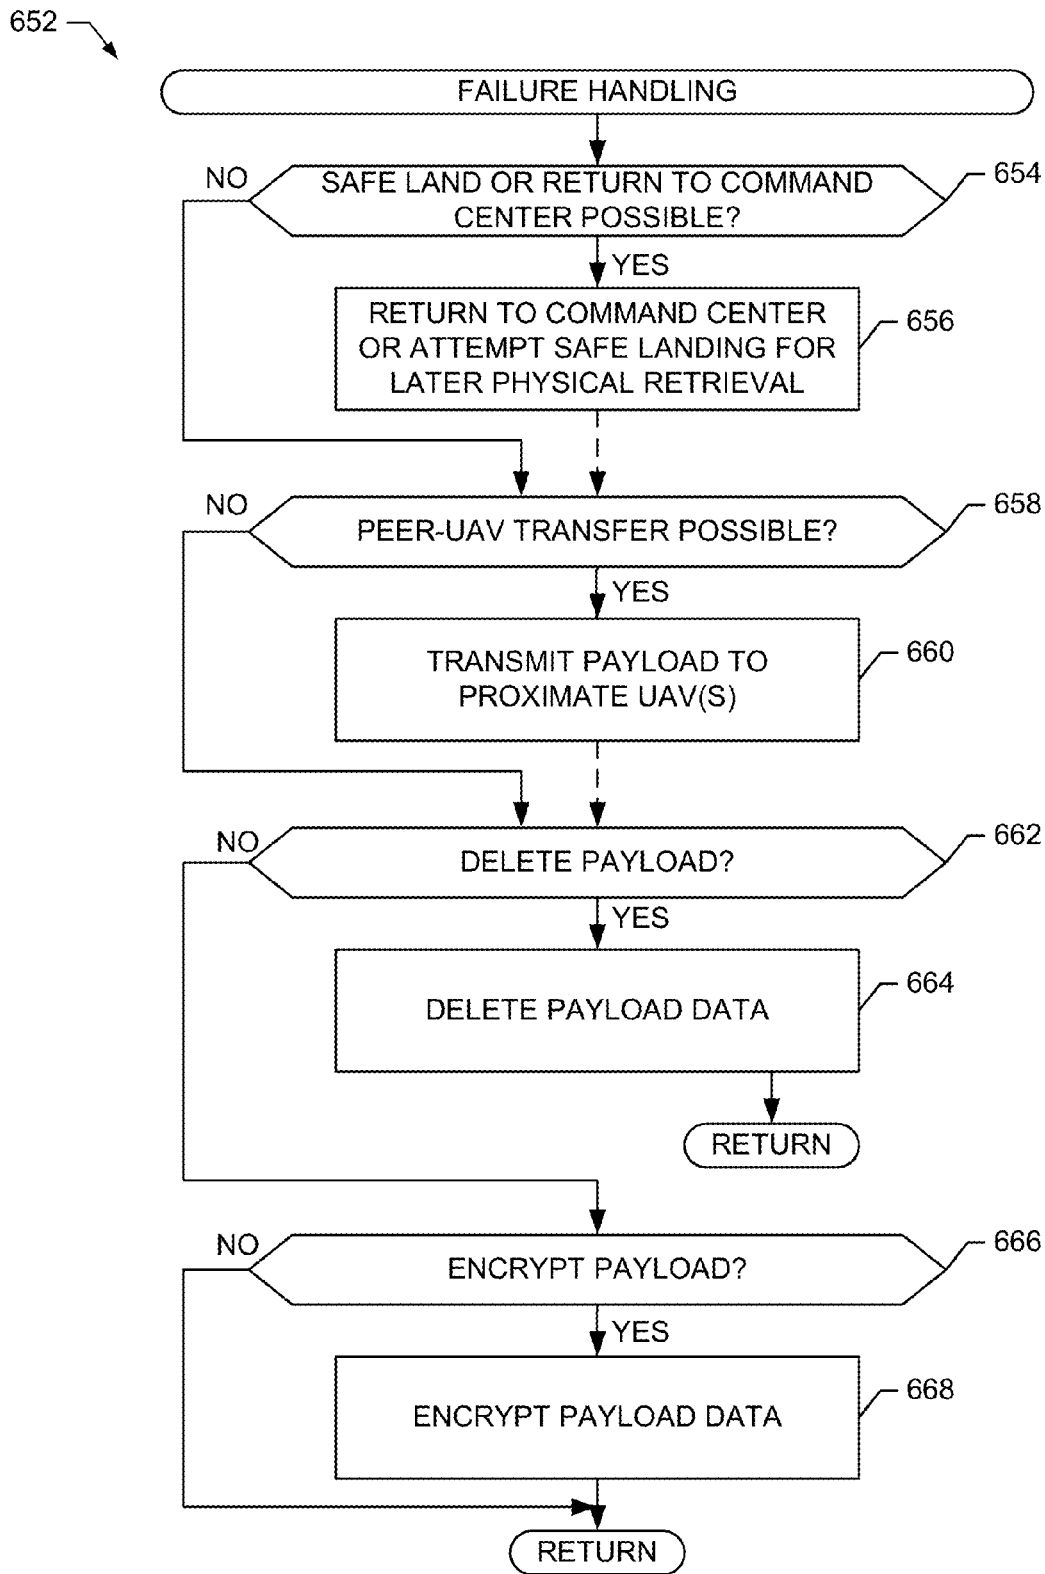 652
FAILURE HANDLING
NO
SAFE LAND OR RETURN TO COMMAND
CENTER POSSIBLE?
654
YES
RETURN TO COMMAND CENTER
OR ATTEMPT SAFE LANDING FOR
LATER PHYSICAL RETRIEVAL
656
NO
PEER-UAV TRANSFER POSSIBLE?
658
YES
TRANSMIT PAYLOAD TO
PROXIMATE UAV(S)
660
NO
DELETE PAYLOAD?
662
YES
DELETE PAYLOAD DATA
664
RETURN
NO
ENCRYPT PAYLOAD?
666
YES
ENCRYPT PAYLOAD DATA
668
RETURN